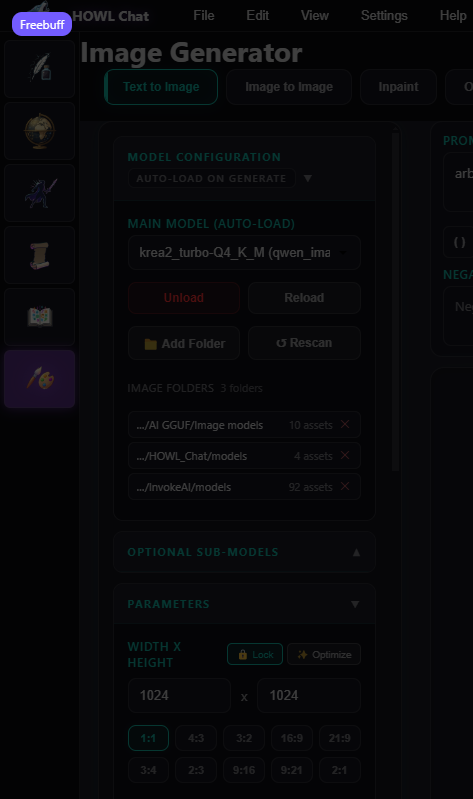 Freebuff
HOWL Chat File Edit View Settings Help
Image Generator
Text to Image Image to Image Inpaint
MODEL CONFIGURATION
AUTO-LOAD ON GENERATE ▼
MAIN MODEL (AUTO-LOAD)
krea2_turbo-Q4_K_M (qwen_ima
Unload Reload
Add Folder ↺ Rescan
IMAGE FOLDERS 3 folders
.../AI GGUF/Image models 10 assets ×
.../HOWL_Chat/models 4 assets ×
.../InvokeAI/models 92 assets ×
OPTIONAL SUB-MODELS ▲
PARAMETERS ▼
WIDTH X
HEIGHT
Lock Optimize
1024 x 1024
1:1 4:3 3:2 16:9 21:9
3:4 2:3 9:16 9:21 2:1
PRO
art
( )
NEGA
Ne